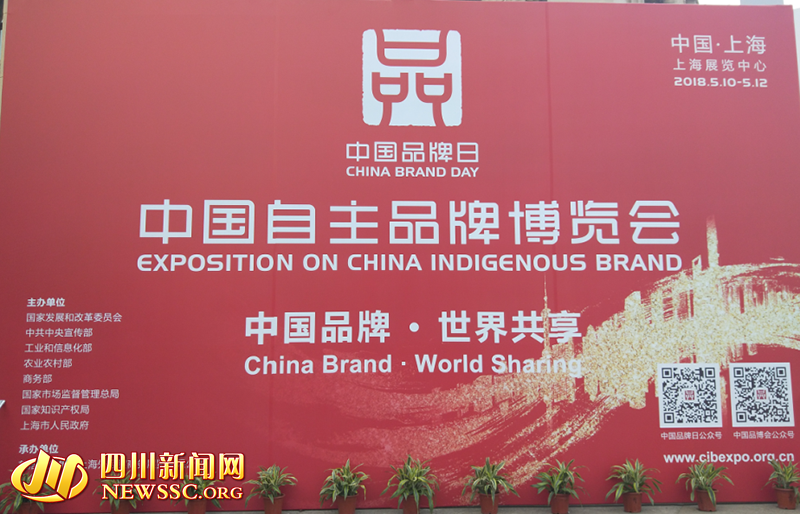 中国·上海
上海展览中心
2018.5.10-5.12
品
中国品牌日
CHINA BRAND DAY
中国自主品牌博览会
EXPOSITION ON CHINA INDIGENOUS BRAND
中国品牌·世界共享
China Brand · World Sharing
主办单位
国家发展和改革委员会
中共中央宣传部
工业和信息化部
农业农村部
商务部
国家市场监督管理总局
国家知识产权局
上海市人民政府
承办单位
中国品牌日公众号
中国品博会公众号
www.cibexpo.org.cn
四川新闻网
NEWSSC.ORG